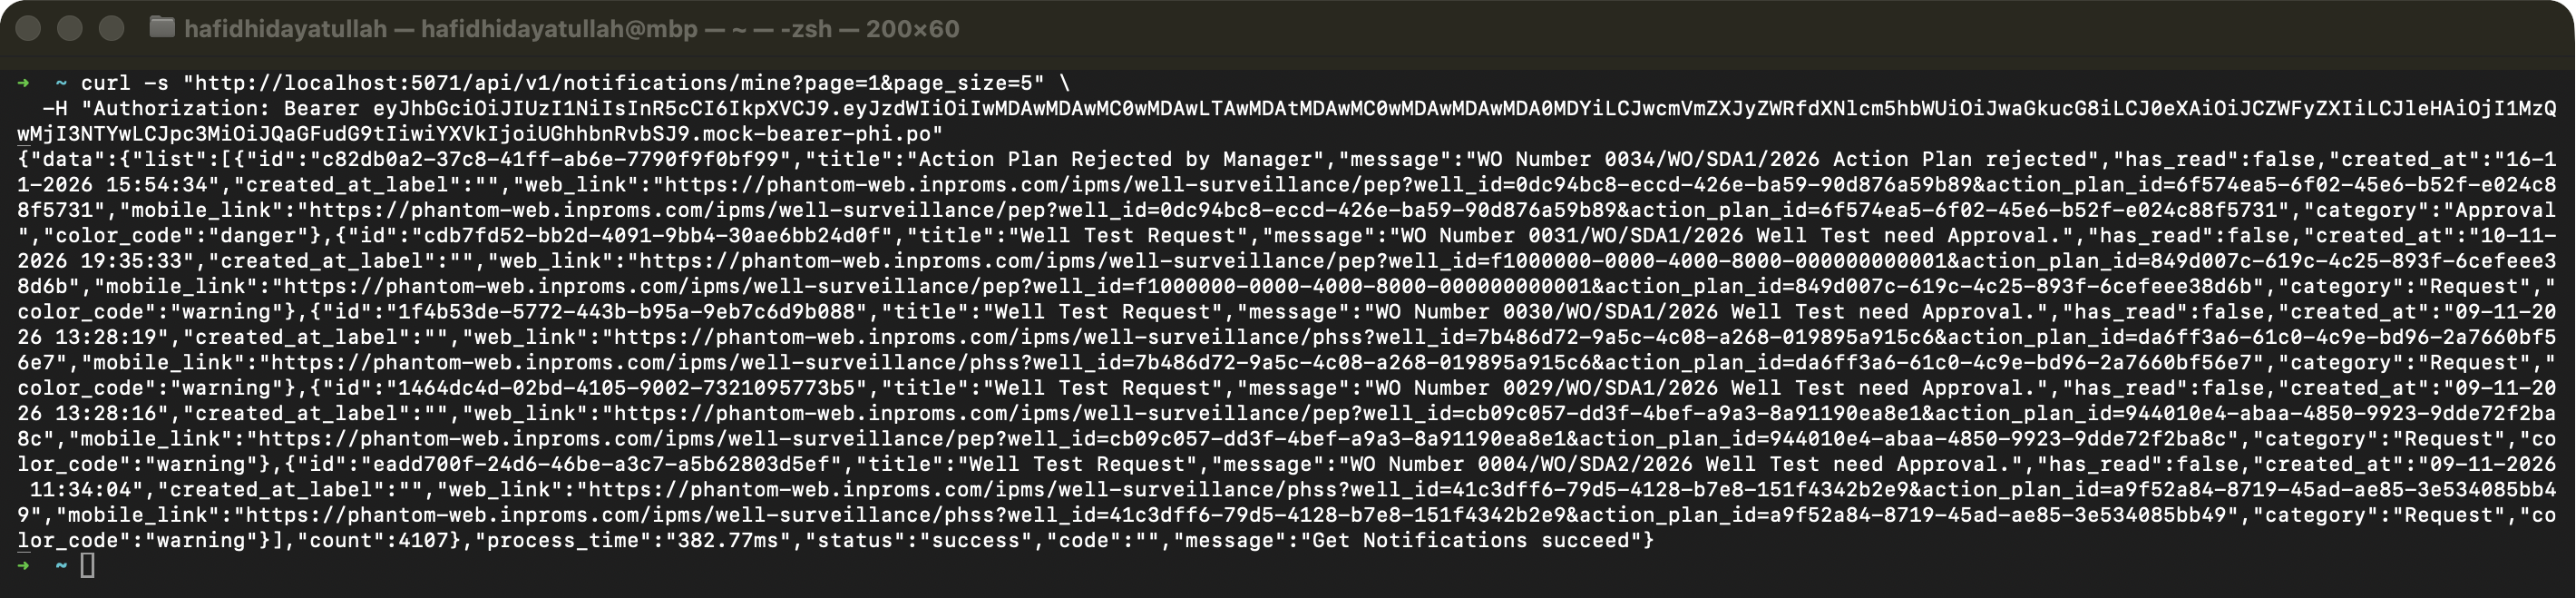 hafidhidayatullah — hafidhidayatullah@mbp — ~ — -zsh — 200×60
➜  ~ curl -s "http://localhost:5071/api/v1/notifications/mine?page=1&page_size=5" \
  -H "Authorization: Bearer eyJhbGciOiJIUzI1NiIsInR5cCI6IkpXVCJ9.eyJzdWIiOiIwMDAwMDAwMC0wMDAwLTAwMDAtMDAwMC0wMDAwMDAwMDA0MDYiLCJwcmVmZXJyZWRfdXNlcm5hbWUiOiJwaGkucG8iLCJ0eXAiOiJCZWFyZXIiLCJleHAiOjI1MzQ
wMjI3NTYwLCJpc3MiOiJQaGFudG9tIiwiYXVkIjoiUGhhbnRvbSJ9.mock-bearer-phi.po"
{"data":{"list":[{"id":"c82db0a2-37c8-41ff-ab6e-7790f9f0bf99","title":"Action Plan Rejected by Manager","message":"WO Number 0034/WO/SDA1/2026 Action Plan rejected","has_read":false,"created_at":"16-1
1-2026 15:54:34","created_at_label":"","web_link":"https://phantom-web.inproms.com/ipms/well-surveillance/pep?well_id=0dc94bc8-eccd-426e-ba59-90d876a59b89&action_plan_id=6f574ea5-6f02-45e6-b52f-e024c8
8f5731","mobile_link":"https://phantom-web.inproms.com/ipms/well-surveillance/pep?well_id=0dc94bc8-eccd-426e-ba59-90d876a59b89&action_plan_id=6f574ea5-6f02-45e6-b52f-e024c88f5731","category":"Approval
","color_code":"danger"},{"id":"cdb7fd52-bb2d-4091-9bb4-30ae6bb24d0f","title":"Well Test Request","message":"WO Number 0031/WO/SDA1/2026 Well Test need Approval.","has_read":false,"created_at":"10-11-
2026 19:35:33","created_at_label":"","web_link":"https://phantom-web.inproms.com/ipms/well-surveillance/pep?well_id=f1000000-0000-4000-8000-000000000001&action_plan_id=849d007c-619c-4c25-893f-6cefeee3
8d6b","mobile_link":"https://phantom-web.inproms.com/ipms/well-surveillance/pep?well_id=f1000000-0000-4000-8000-000000000001&action_plan_id=849d007c-619c-4c25-893f-6cefeee38d6b","category":"Request","
color_code":"warning"},{"id":"1f4b53de-5772-443b-b95a-9eb7c6d9b088","title":"Well Test Request","message":"WO Number 0030/WO/SDA1/2026 Well Test need Approval.","has_read":false,"created_at":"09-11-20
26 13:28:19","created_at_label":"","web_link":"https://phantom-web.inproms.com/ipms/well-surveillance/phss?well_id=7b486d72-9a5c-4c08-a268-019895a915c6&action_plan_id=da6ff3a6-61c0-4c9e-bd96-2a7660bf5
6e7","mobile_link":"https://phantom-web.inproms.com/ipms/well-surveillance/phss?well_id=7b486d72-9a5c-4c08-a268-019895a915c6&action_plan_id=da6ff3a6-61c0-4c9e-bd96-2a7660bf56e7","category":"Request","
color_code":"warning"},{"id":"1464dc4d-02bd-4105-9002-7321095773b5","title":"Well Test Request","message":"WO Number 0029/WO/SDA1/2026 Well Test need Approval.","has_read":false,"created_at":"09-11-20
26 13:28:16","created_at_label":"","web_link":"https://phantom-web.inproms.com/ipms/well-surveillance/pep?well_id=cb09c057-dd3f-4bef-a9a3-8a91190ea8e1&action_plan_id=944010e4-abaa-4850-9923-9dde72f2ba
8c","mobile_link":"https://phantom-web.inproms.com/ipms/well-surveillance/pep?well_id=cb09c057-dd3f-4bef-a9a3-8a91190ea8e1&action_plan_id=944010e4-abaa-4850-9923-9dde72f2ba8c","category":"Request","co
lor_code":"warning"},{"id":"eadd700f-24d6-46be-a3c7-a5b62803d5ef","title":"Well Test Request","message":"WO Number 0004/WO/SDA2/2026 Well Test need Approval.","has_read":false,"created_at":"09-11-2026
 11:34:04","created_at_label":"","web_link":"https://phantom-web.inproms.com/ipms/well-surveillance/phss?well_id=41c3dff6-79d5-4128-b7e8-151f4342b2e9&action_plan_id=a9f52a84-8719-45ad-ae85-3e534085bb4
9","mobile_link":"https://phantom-web.inproms.com/ipms/well-surveillance/phss?well_id=41c3dff6-79d5-4128-b7e8-151f4342b2e9&action_plan_id=a9f52a84-8719-45ad-ae85-3e534085bb49","category":"Request","co
lor_code":"warning"}],"count":4107},"process_time":"382.77ms","status":"success","code":"","message":"Get Notifications succeed"}
➜  ~